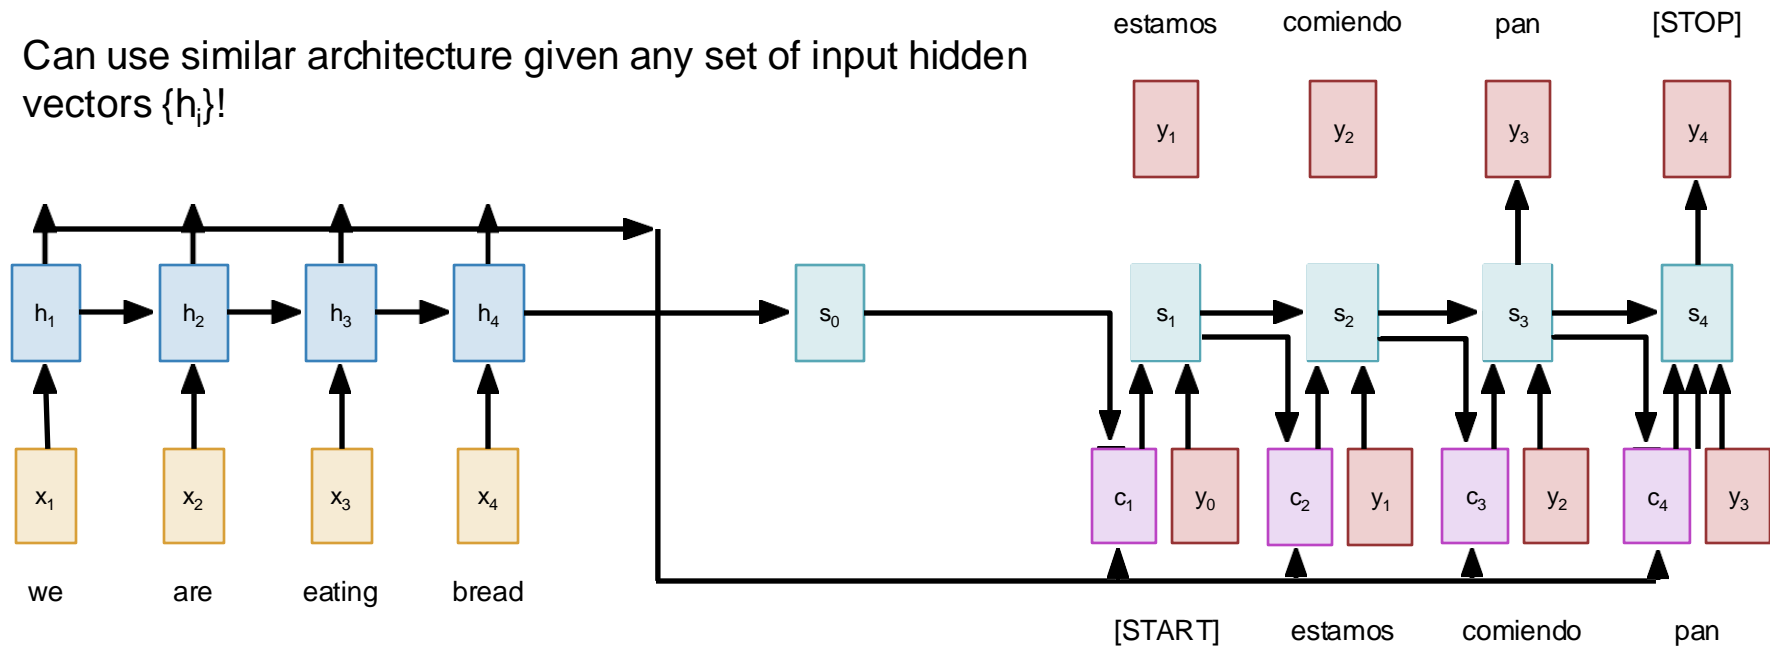 estamos comiendo pan [STOP]
Can use similar architecture given any set of input hidden
vectors {hᵢ}!
y₁ y₂ y₃ y₄
h₁ h₂ h₃ h₄ s₀ s₁ s₂ s₃ s₄
x₁ x₂ x₃ x₄ c₁ y₀ c₂ y₁ c₃ y₂ c₄ y₃
we are eating bread
[START] estamos comiendo pan